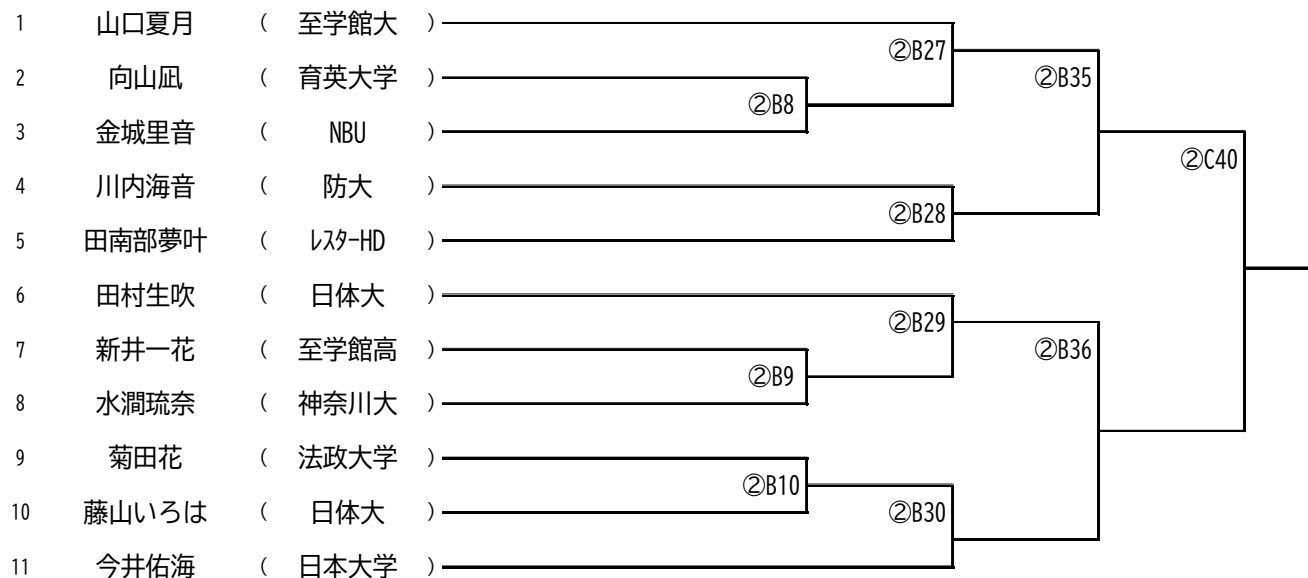 1 山口夏月 ( 至学館大 )
②B27
2 向山凪 ( 育英大学 )
②B35
②B8
3 金城里音 ( NBU )
②C40
4 川内海音 ( 防大 )
②B28
5 田南部夢叶 ( ﾚｽﾀｰHD )
6 田村生吹 ( 日体大 )
②B29
7 新井一花 ( 至学館高 )
②B36
②B9
8 水澗琉奈 ( 神奈川大 )
9 菊田花 ( 法政大学 )
②B10
10 藤山いろは ( 日体大 )
②B30
11 今井佑海 ( 日本大学 )